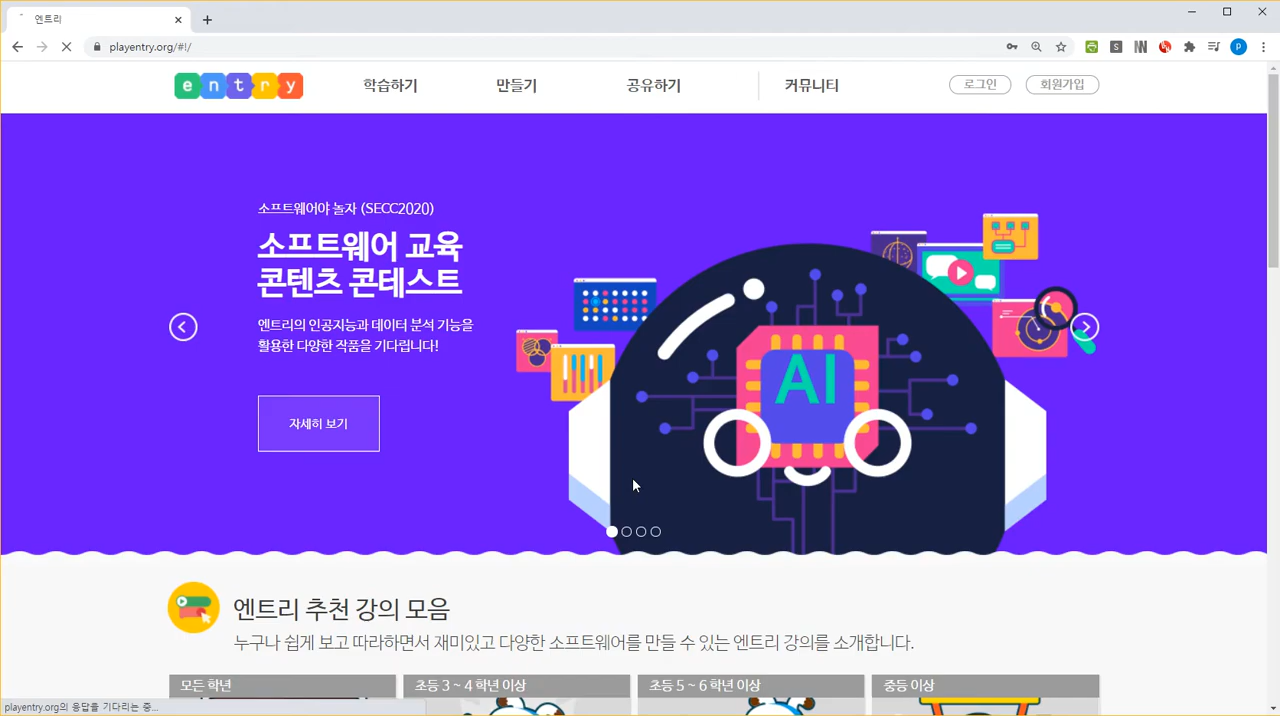 엔트리
playentry.org/#!/
entry
학습하기
만들기
공유하기
커뮤니티
로그인
회원가입
소프트웨어야 놀자 (SECC2020)
소프트웨어 교육
콘텐츠 콘테스트
엔트리의 인공지능과 데이터 분석 기능을
활용한 다양한 작품을 기다립니다!
자세히 보기
AI
엔트리 추천 강의 모음
누구나 쉽게 보고 따라하면서 재미있고 다양한 소프트웨어를 만들 수 있는 엔트리 강의를 소개합니다.
모든 학년
초등 3 ~ 4 학년 이상
초등 5 ~ 6 학년 이상
중등 이상
playentry.org의 응답을 기다리는 중...